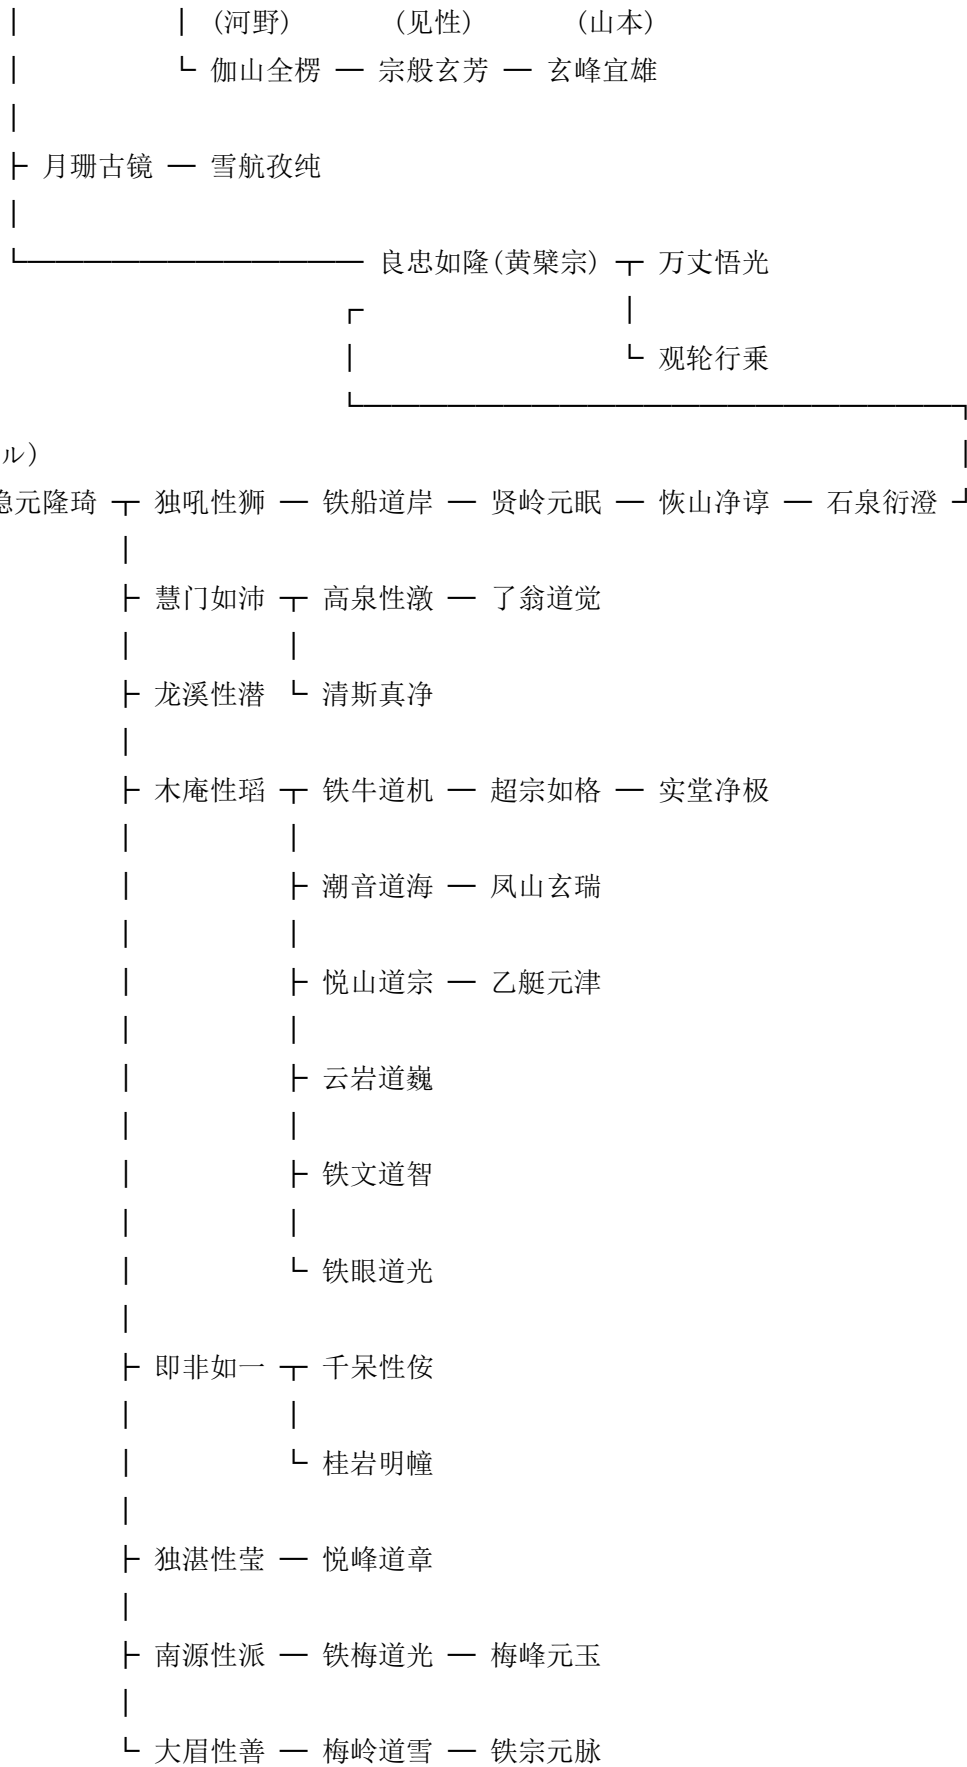 (河野) (见性) (山本)
伽山全楞 — 宗般玄芳 — 玄峰宜雄
月珊古镜 — 雪航孜纯
良忠如隆(黄檗宗) 万丈悟光
观轮行乘
ル)
隐元隆琦 独吼性狮 — 铁船道岸 — 贤岭元眠 — 恢山净谆 — 石泉衍澄
慧门如沛 高泉性潡 — 了翁道觉
龙溪性潜 清斯真净
木庵性瑫 铁牛道机 — 超宗如格 — 实堂净极
潮音道海 — 凤山玄瑞
悦山道宗 — 乙艇元津
云岩道巍
铁文道智
铁眼道光
即非如一 千呆性侒
桂岩明幢
独湛性莹 — 悦峰道章
南源性派 — 铁梅道光 — 梅峰元玉
大眉性善 — 梅岭道雪 — 铁宗元脉